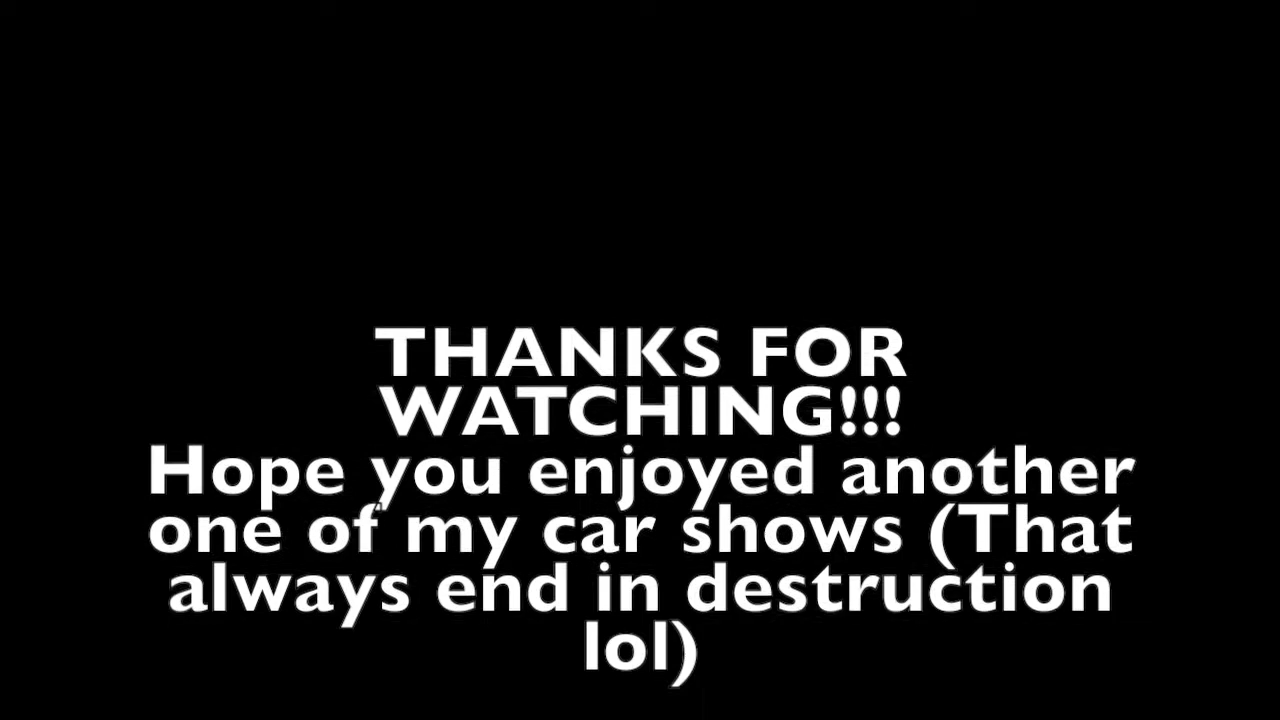 THANKS FOR
WATCHING!!!
Hope you enjoyed another
one of my car shows (That
always end in destruction
lol)